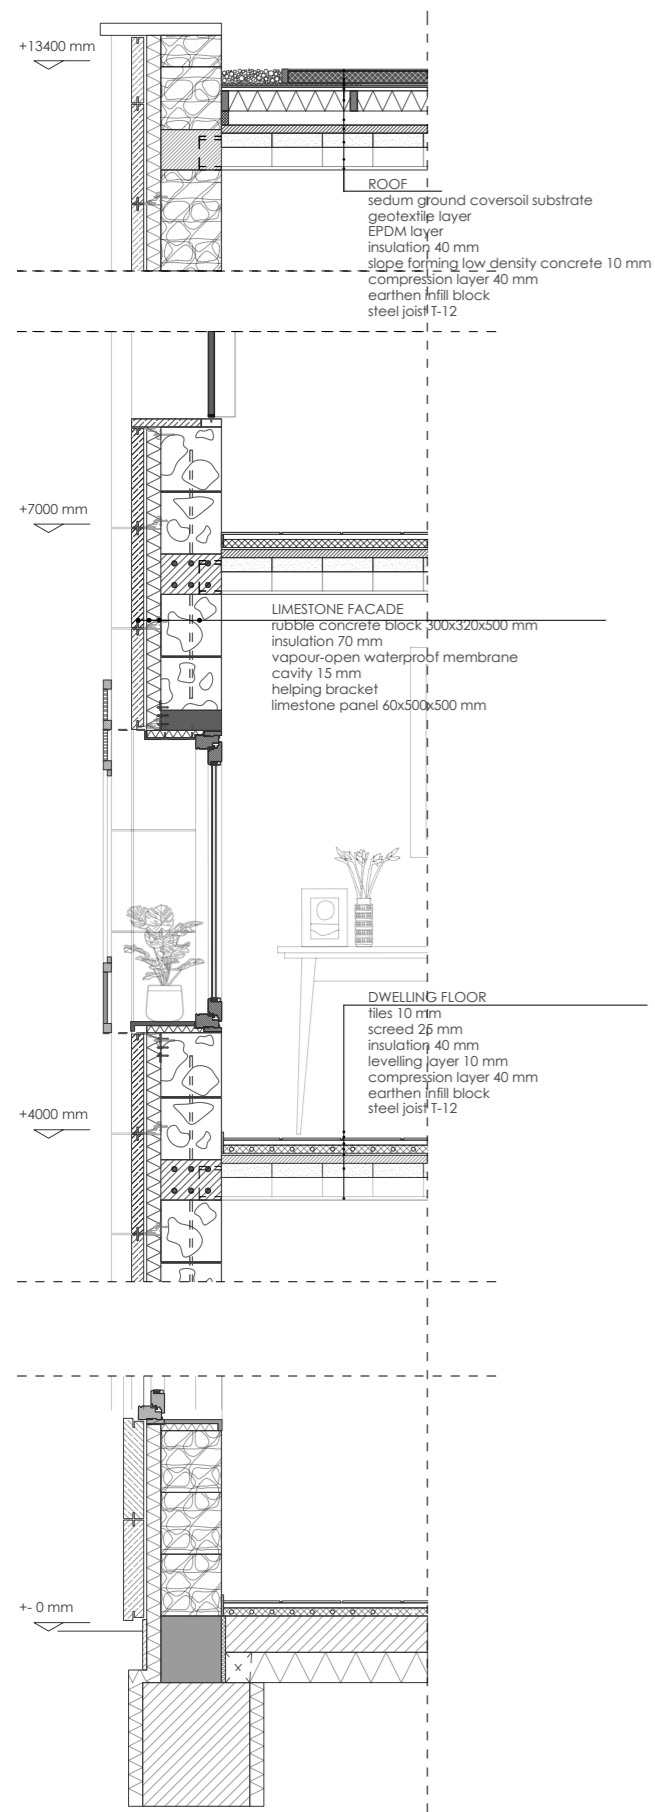 +13400 mm
ROOF
sedum ground coversoil substrate
geotextile layer
EPDM layer
insulation 40 mm
slope forming low density concrete 10 mm
compression layer 40 mm
earthen infill block
steel joist T-12
+7000 mm
LIMESTONE FACADE
rubble concrete block 300x320x500 mm
insulation 70 mm
vapour-open waterproof membrane
cavity 15 mm
helping bracket
limestone panel 60x500x500 mm
DWELLING FLOOR
tiles 10 mm
screed 25 mm
insulation 40 mm
levelling layer 10 mm
compression layer 40 mm
earthen infill block
steel joist T-12
+4000 mm
+- 0 mm